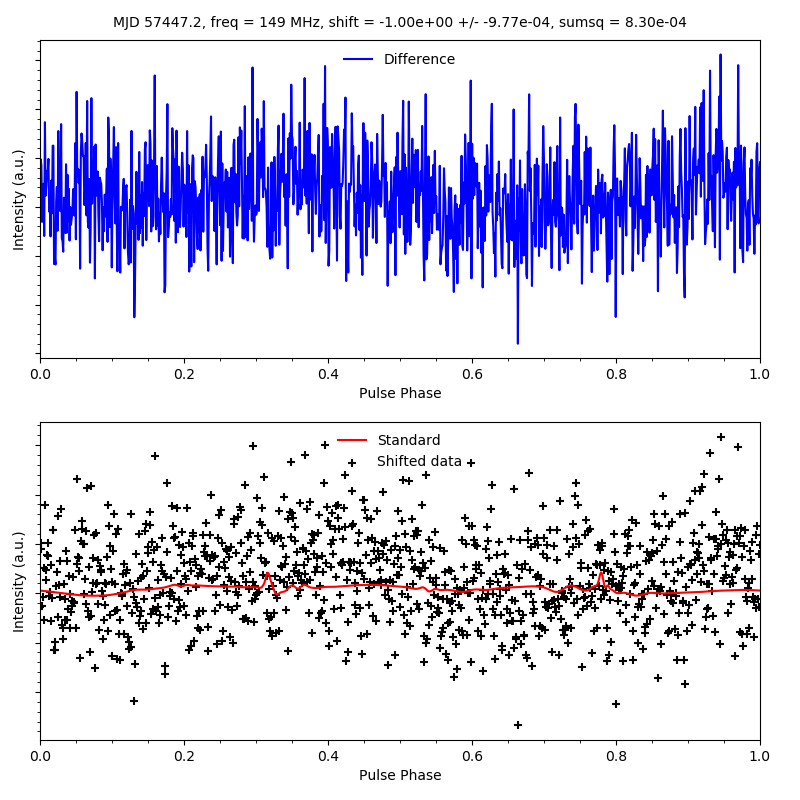 MJD 57447.2, freq = 149 MHz, shift = -1.00e+00 +/- -9.77e-04, sumsq = 8.30e-04
Difference
Intensity (a.u.)
0.0 0.2 0.4 0.6 0.8 1.0
Pulse Phase
Standard
Shifted data
Intensity (a.u.)
0.0 0.2 0.4 0.6 0.8 1.0
Pulse Phase